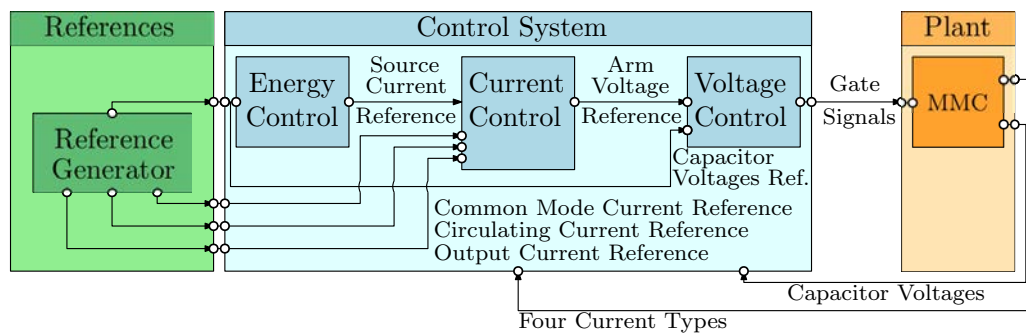 References
Control System
Plant
Energy
Control
Source
Current
Reference
Current
Control
Arm
Voltage
Reference
Voltage
Control
Gate
Signals
MMC
Reference
Generator
Capacitor
Voltages Ref.
Common Mode Current Reference
Circulating Current Reference
Output Current Reference
Capacitor Voltages
Four Current Types